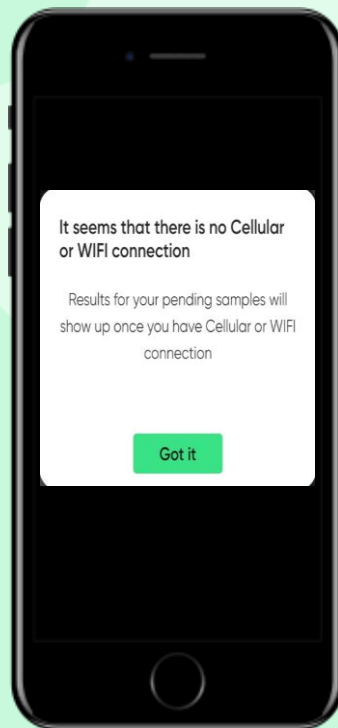 It seems that there is no Cellular
or WIFI connection
Results for your pending samples will
show up once you have Cellular or WIFI
connection
Got it